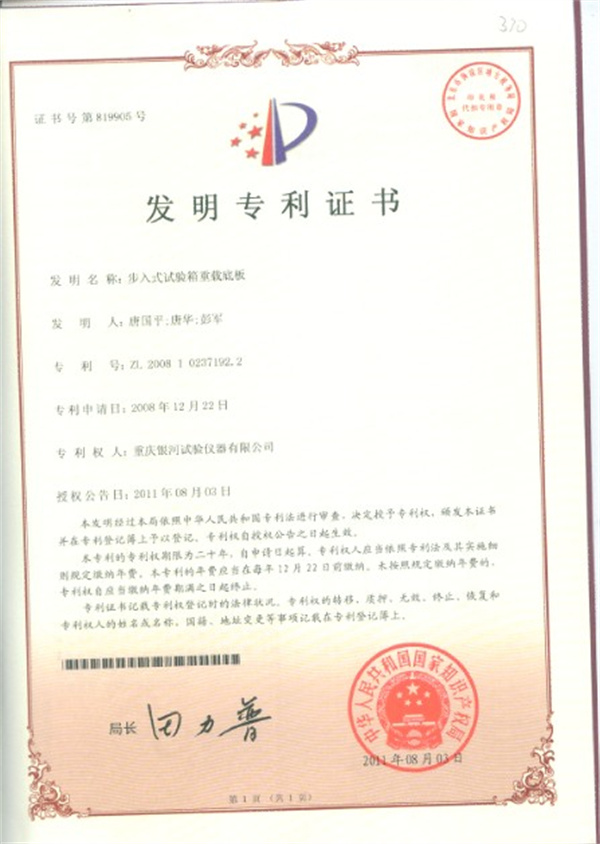 310
证书号第819905号
发明专利证书
发明名称：步入式试验箱重载底板
发明人：唐国平;唐华;彭军
专利号：ZL 2008 1 0237192.2
专利申请日：2008年12月22日
专利权人：重庆银河试验仪器有限公司
授权公告日：2011年08月03日
本发明经过本局依照中华人民共和国专利法进行审查，决定授予专利权，颁发本证书
并在专利登记簿上予以登记。专利权自授权公告之日起生效。
本专利的专利权期限为二十年，自申请日起算。专利权人应当依照专利法及其实施细
则规定缴纳年费。本专利的年费应当在每年12月22日前缴纳。未按照规定缴纳年费的，
专利权自应当缴纳年费期满之日起终止。
专利证书记载专利权登记时的法律状况。专利权的转移、质押、无效、终止、恢复和
专利权人的姓名或名称、国籍、地址变更等事项记载在专利登记簿上。
局长 田力普
中华人民共和国国家知识产权局
2011年08月03日
第1页（共1页）